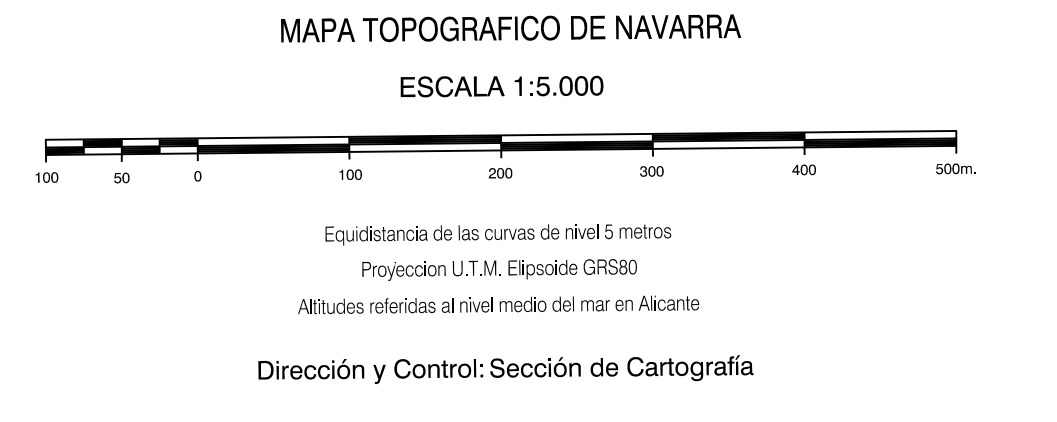 MAPA TOPOGRAFICO DE NAVARRA
ESCALA 1:5.000
100 50 0 100 200 300 400 500m.
Equidistancia de las curvas de nivel 5 metros
Proyeccion U.T.M. Elipsoide GRS80
Altitudes referidas al nivel medio del mar en Alicante
Dirección y Control: Sección de Cartografía